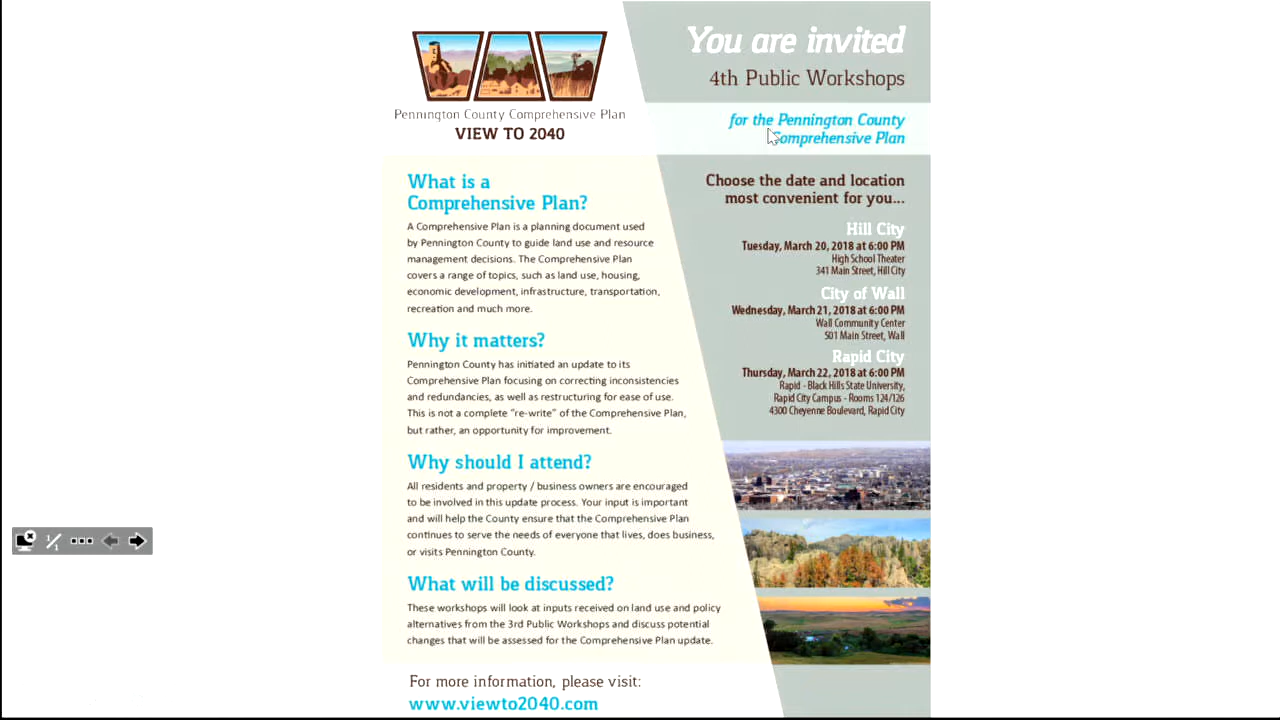 Pennington County Comprehensive Plan
VIEW TO 2040
You are invited
4th Public Workshops
for the Pennington County
Comprehensive Plan
What is a
Comprehensive Plan?
A Comprehensive Plan is a planning document used
by Pennington County to guide land use and resource
management decisions. The Comprehensive Plan
covers a range of topics, such as land use, housing,
economic development, infrastructure, transportation,
recreation and much more.
Why it matters?
Pennington County has initiated an update to its
Comprehensive Plan focusing on correcting inconsistencies
and redundancies, as well as restructuring for ease of use.
This is not a complete "re-write" of the Comprehensive Plan,
but rather, an opportunity for improvement.
Why should I attend?
All residents and property / business owners are encouraged
to be involved in this update process. Your input is important
and will help the County ensure that the Comprehensive Plan
continues to serve the needs of everyone that lives, does business,
or visits Pennington County.
What will be discussed?
These workshops will look at inputs received on land use and policy
alternatives from the 3rd Public Workshops and discuss potential
changes that will be assessed for the Comprehensive Plan update.
For more information, please visit:
www.viewto2040.com
Choose the date and location
most convenient for you...
Hill City
Tuesday, March 20, 2018 at 6:00 PM
High School Theater
341 Main Street, Hill City
City of Wall
Wednesday, March 21, 2018 at 6:00 PM
Wall Community Center
501 Main Street, Wall
Rapid City
Thursday, March 22, 2018 at 6:00 PM
Rapid - Black Hills State University,
Rapid City Campus - Rooms 124/126
4300 Cheyenne Boulevard, Rapid City
1/1